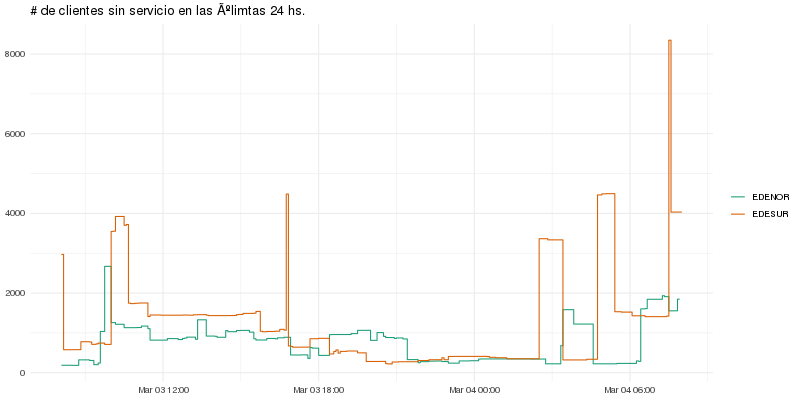 # de clientes sin servicio en las Ãºlimtas 24 hs.
8000
6000
4000
2000
0
Mar 03 12:00
Mar 03 18:00
Mar 04 00:00
Mar 04 06:00
EDENOR
EDESUR